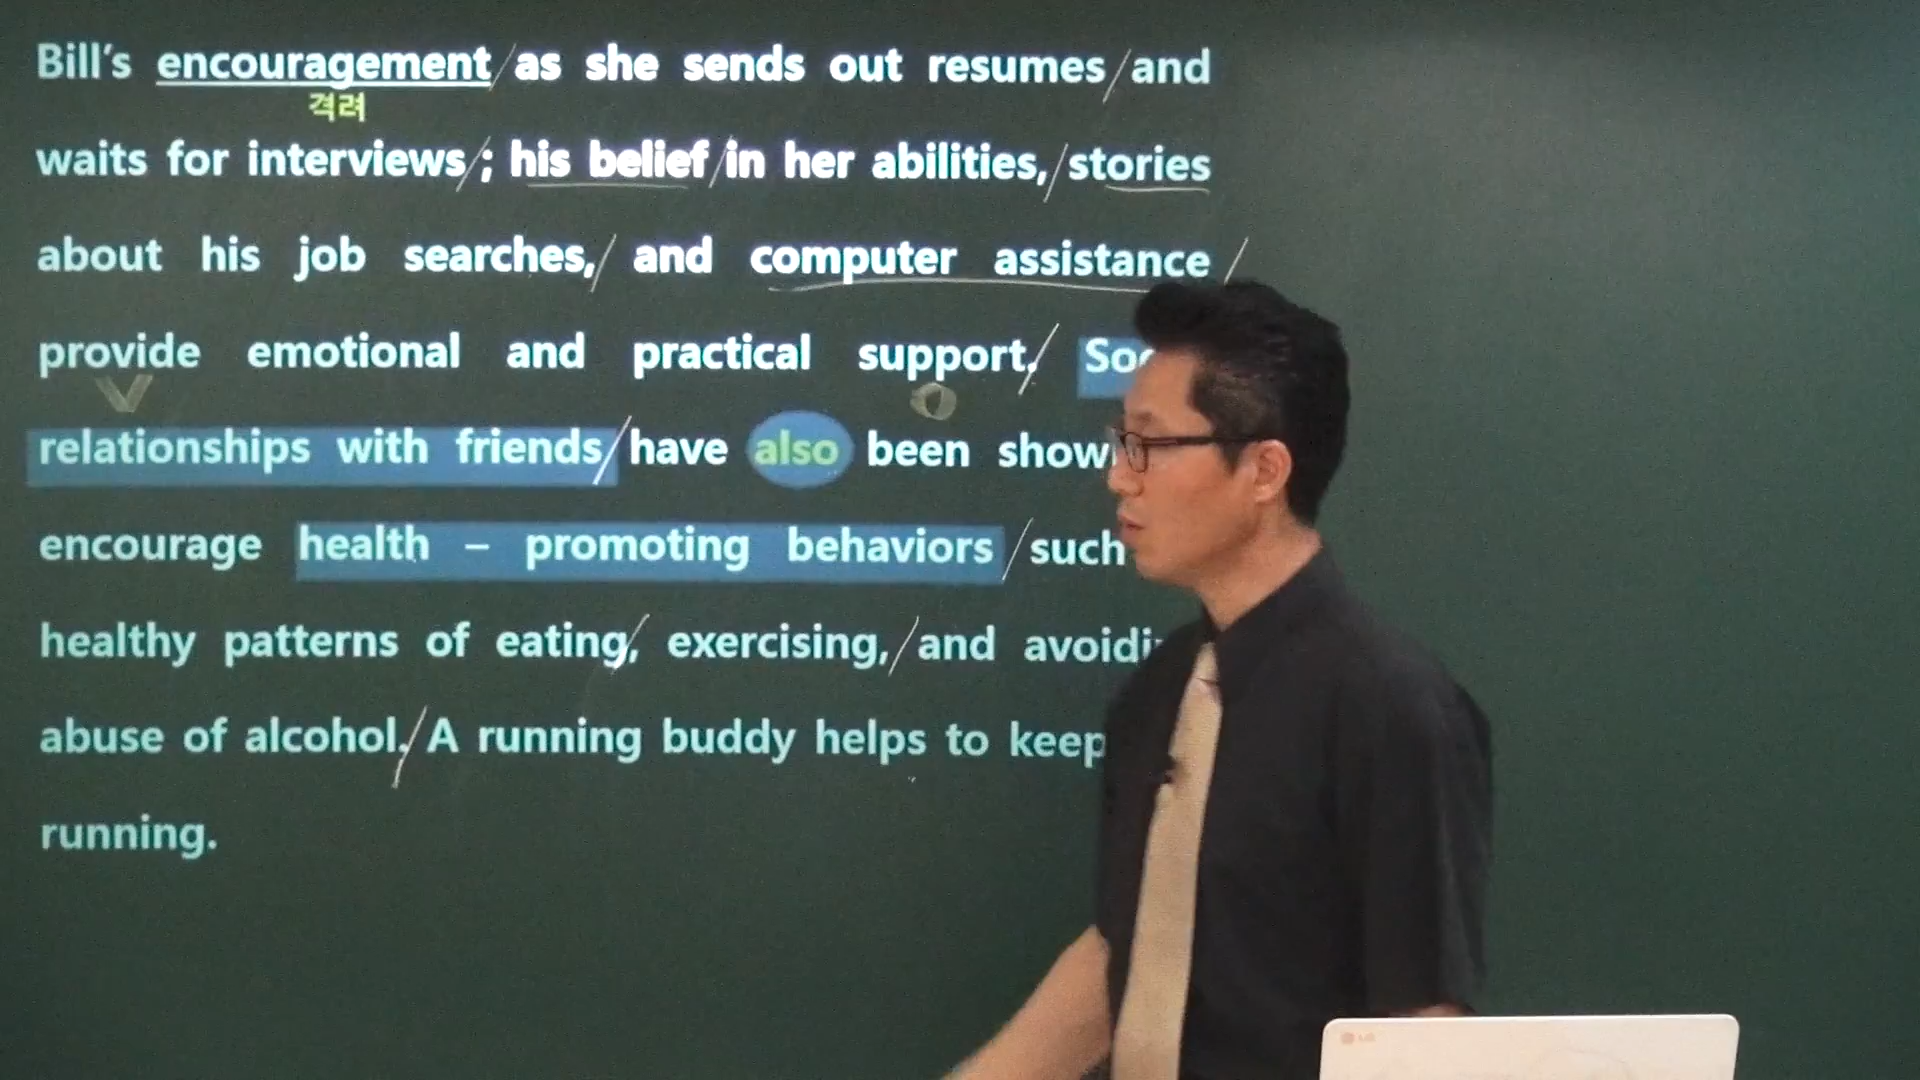 Bill's encouragement as she sends out resumes and
격려
waits for interviews; his belief in her abilities, stories
about his job searches, and computer assistance
provide emotional and practical support.
V O
relationships with friends have also been
encourage health – promoting behaviors such
healthy patterns of eating, exercising, and
abuse of alcohol. A running buddy helps to keep
running.
LG